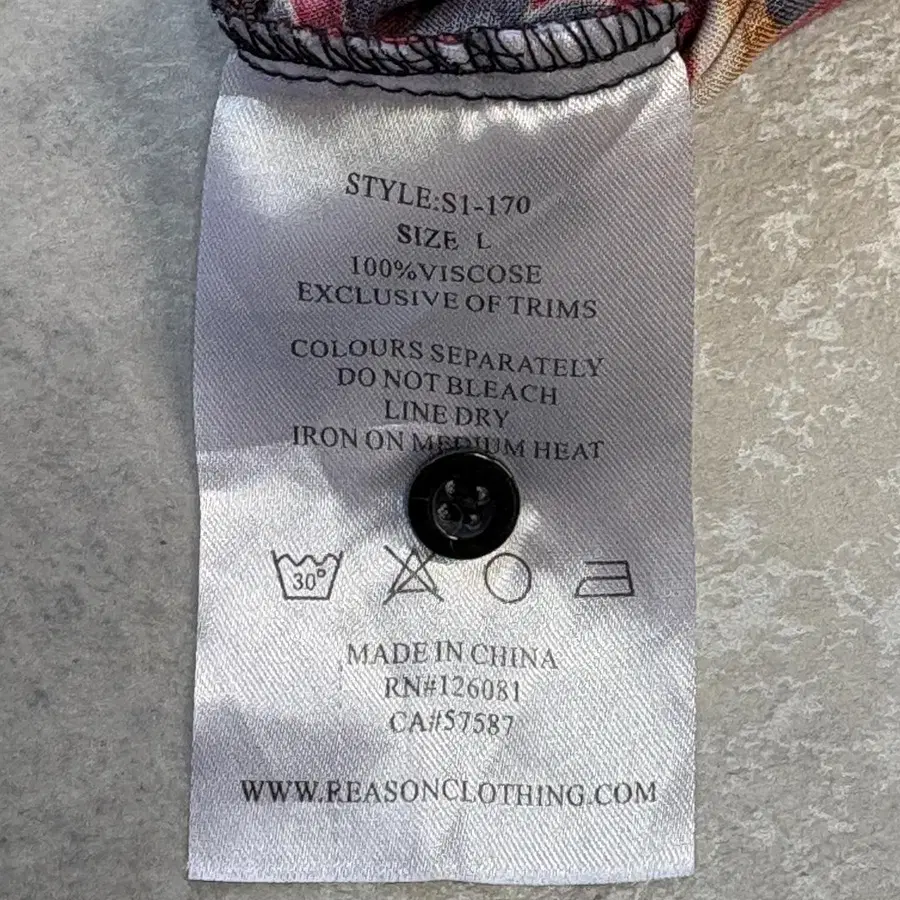 STYLE:S1-170
SIZE L
100%VISCOSE
EXCLUSIVE OF TRIMS
COLOURS SEPARATELY
DO NOT BLEACH
LINE DRY
IRON ON MEDIUM HEAT
30°
MADE IN CHINA
RN#126081
CA#57587
WWW.REASONCLOTHING.COM